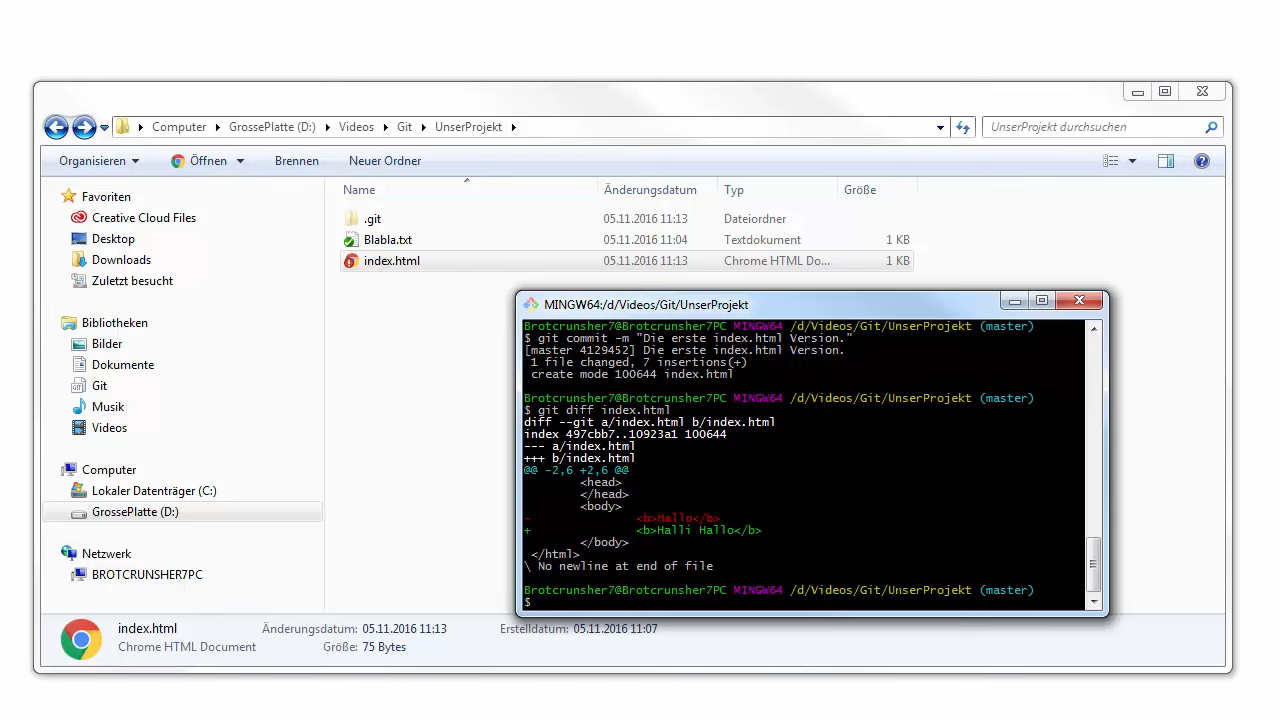 Computer GrossePlatte (D:) Videos Git UnserProjekt
UnserProjekt durchsuchen
Organisieren Öffnen Brennen Neuer Ordner
Name Änderungsdatum Typ Größe
.git 05.11.2016 11:13 Dateiordner
Blabla.txt 05.11.2016 11:04 Textdokument 1 KB
index.html 05.11.2016 11:13 Chrome HTML Do... 1 KB
Favoriten
Creative Cloud Files
Desktop
Downloads
Zuletzt besucht
Bibliotheken
Bilder
Dokumente
Git
Musik
Videos
Computer
Lokaler Datenträger (C:)
GrossePlatte (D:)
Netzwerk
BROTCRUNSHER7PC
MINGW64:/d/Videos/Git/UnserProjekt
Brotcrunsher7@Brotcrunsher7PC MINGW64 /d/Videos/Git/UnserProjekt (master)
$ git commit -m "Die erste index.html Version."
[master 4129452] Die erste index.html Version.
1 file changed, 7 insertions(+)
create mode 100644 index.html
Brotcrunsher7@Brotcrunsher7PC MINGW64 /d/Videos/Git/UnserProjekt (master)
$ git diff index.html
diff --git a/index.html b/index.html
index 497cbb7..10923a1 100644
--- a/index.html
+++ b/index.html
@@ -2,6 +2,6 @@
<head>
</head>
<body>
- <b>Hallo</b>
+ <b>Halli Hallo</b>
</body>
</html>
\ No newline at end of file
Brotcrunsher7@Brotcrunsher7PC MINGW64 /d/Videos/Git/UnserProjekt (master)
$
index.html Änderungsdatum: 05.11.2016 11:13 Erstelldatum: 05.11.2016 11:07
Chrome HTML Document Größe: 75 Bytes